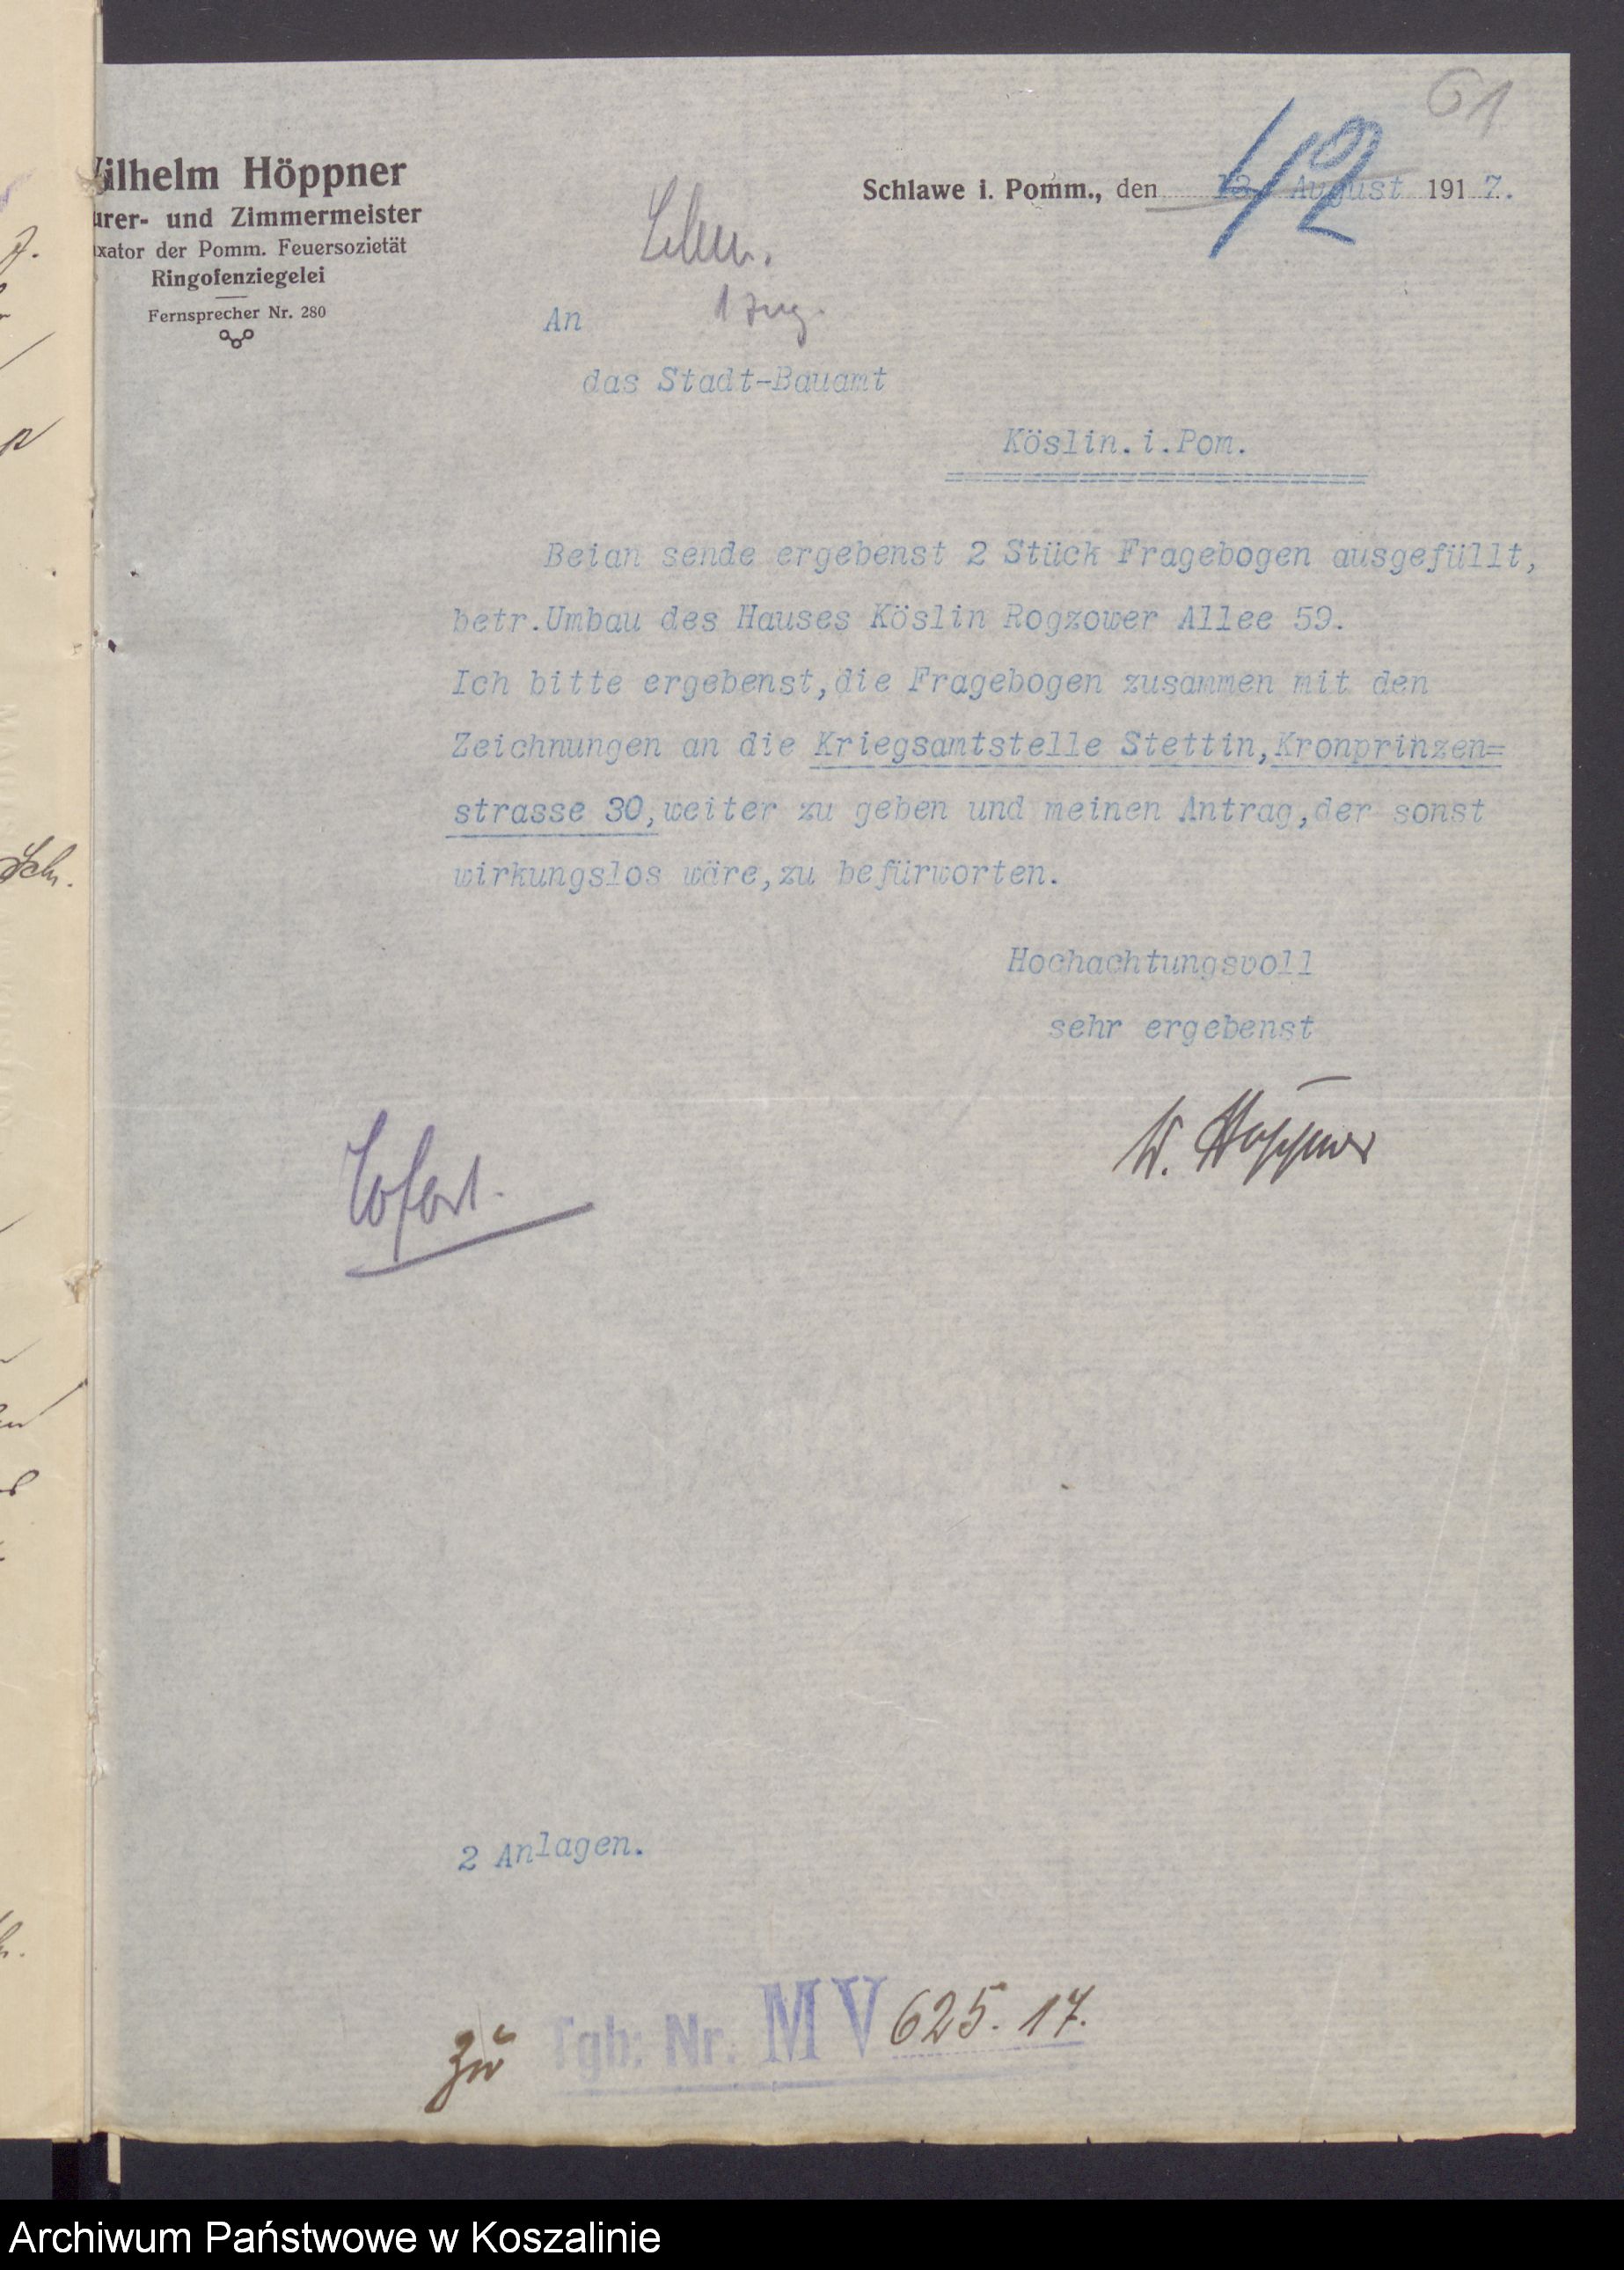 61
ilhelm Höppner
urer- und Zimmermeister
xator der Pomm. Feuersozietät
Ringofenziegelei
Fernsprecher Nr. 280
Schlawe i. Pomm., den August 1917.
An
das Stadt-Bauamt
Köslin.i.Pom.
Beian sende ergebenst 2 Stück Fragebogen ausgefüllt,
betr.Umbau des Hauses Köslin Rogzower Allee 59.
Ich bitte ergebenst,die Fragebogen zusammen mit den
Zeichnungen an die Kriegsamtstelle Stettin,Kronprinzen=
strasse 30,weiter zu geben und meinen Antrag,der sonst
wirkungslos wäre,zu befürworten.
Hochachtungsvoll
sehr ergebenst
W. Höppner
Sofort.
2 Anlagen.
zu Tgb: Nr. M V 625. 17.
Archiwum Państwowe w Koszalinie